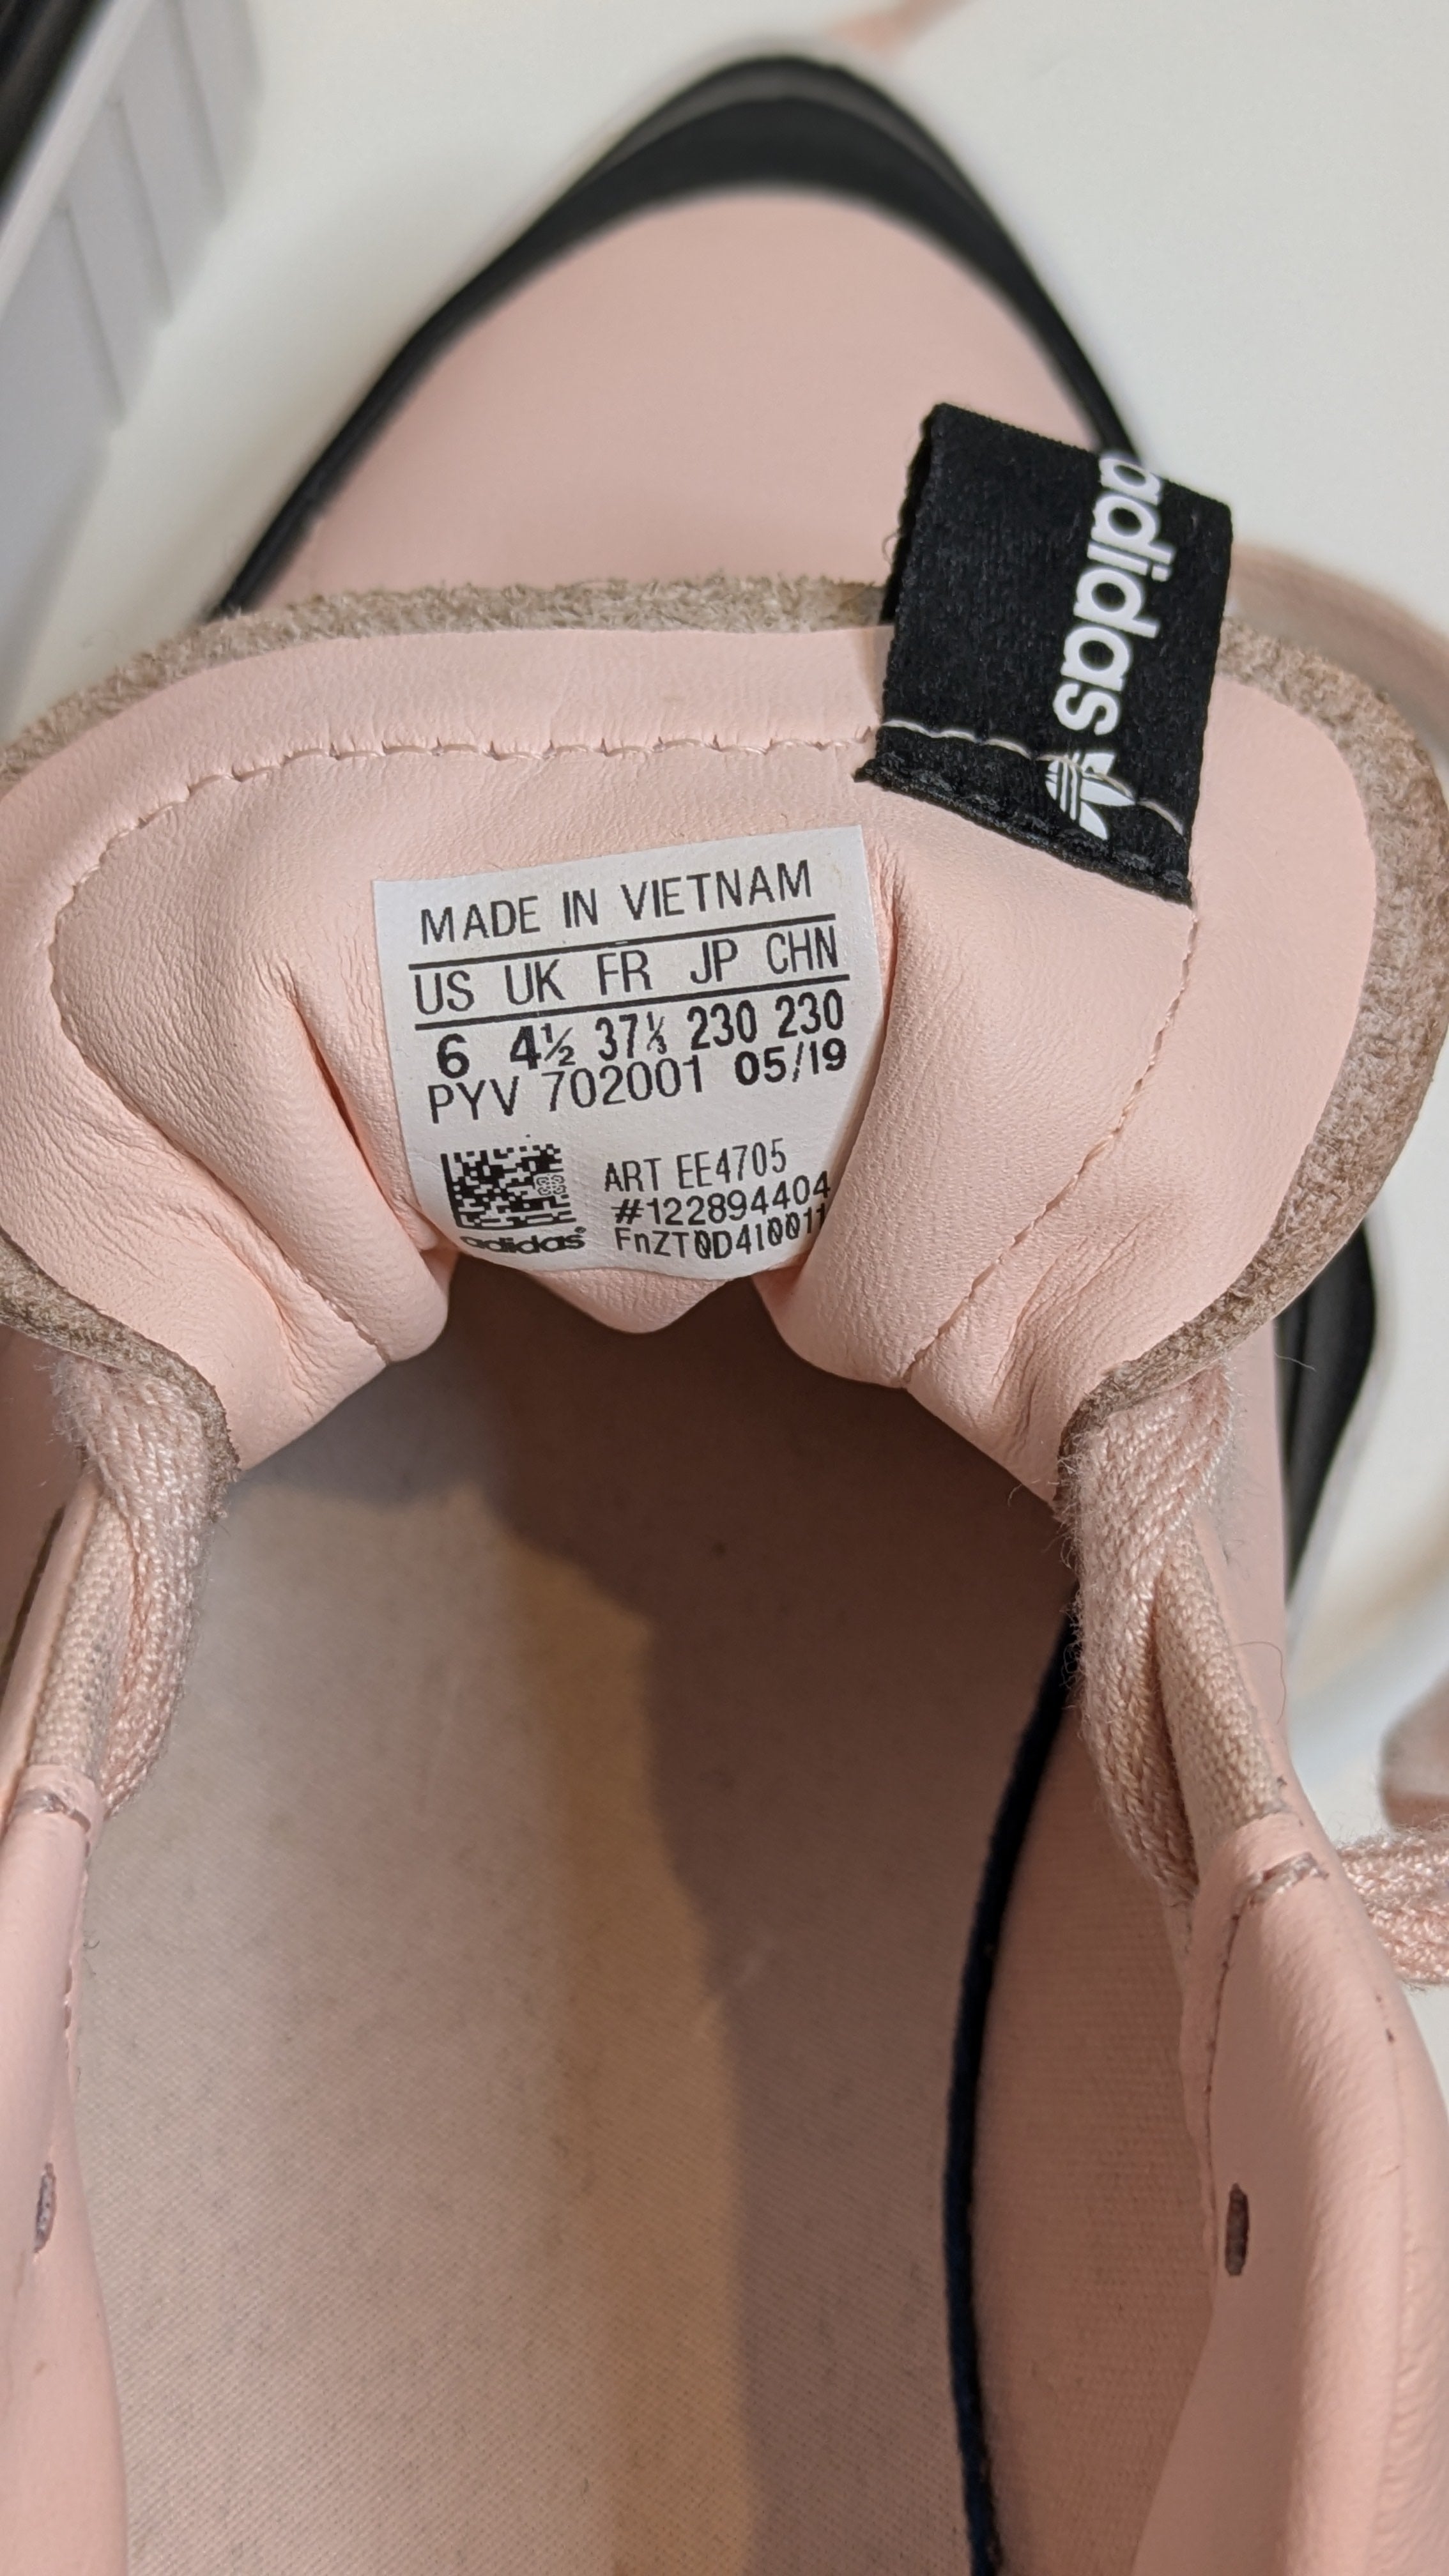 adidas
MADE IN VIETNAM
US UK FR JP CHN
6 4½ 37⅓ 230 230
PYV 702001 05/19
ART EE4705
#122894404
adidas®